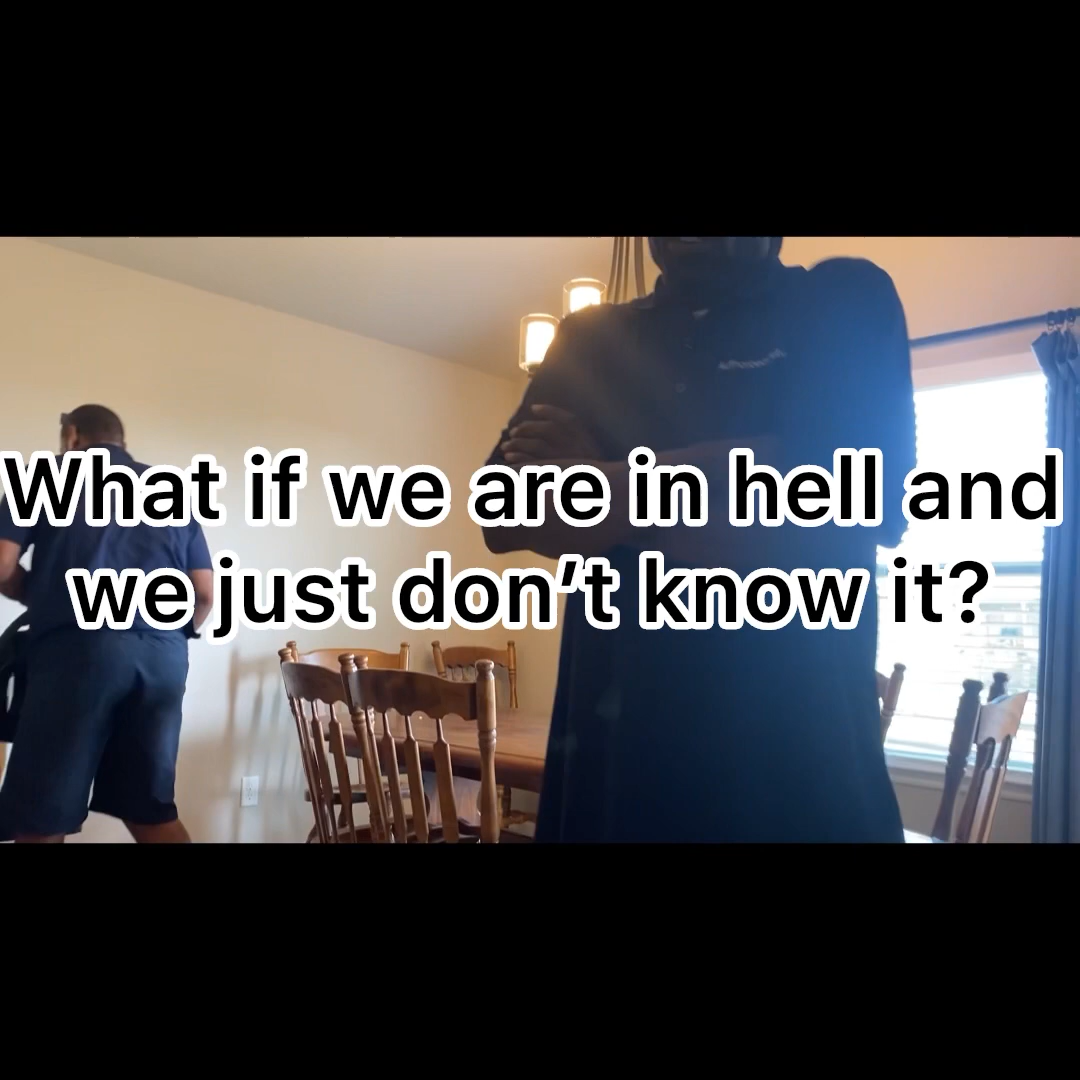 What if we are in hell and
we just don’t know it?